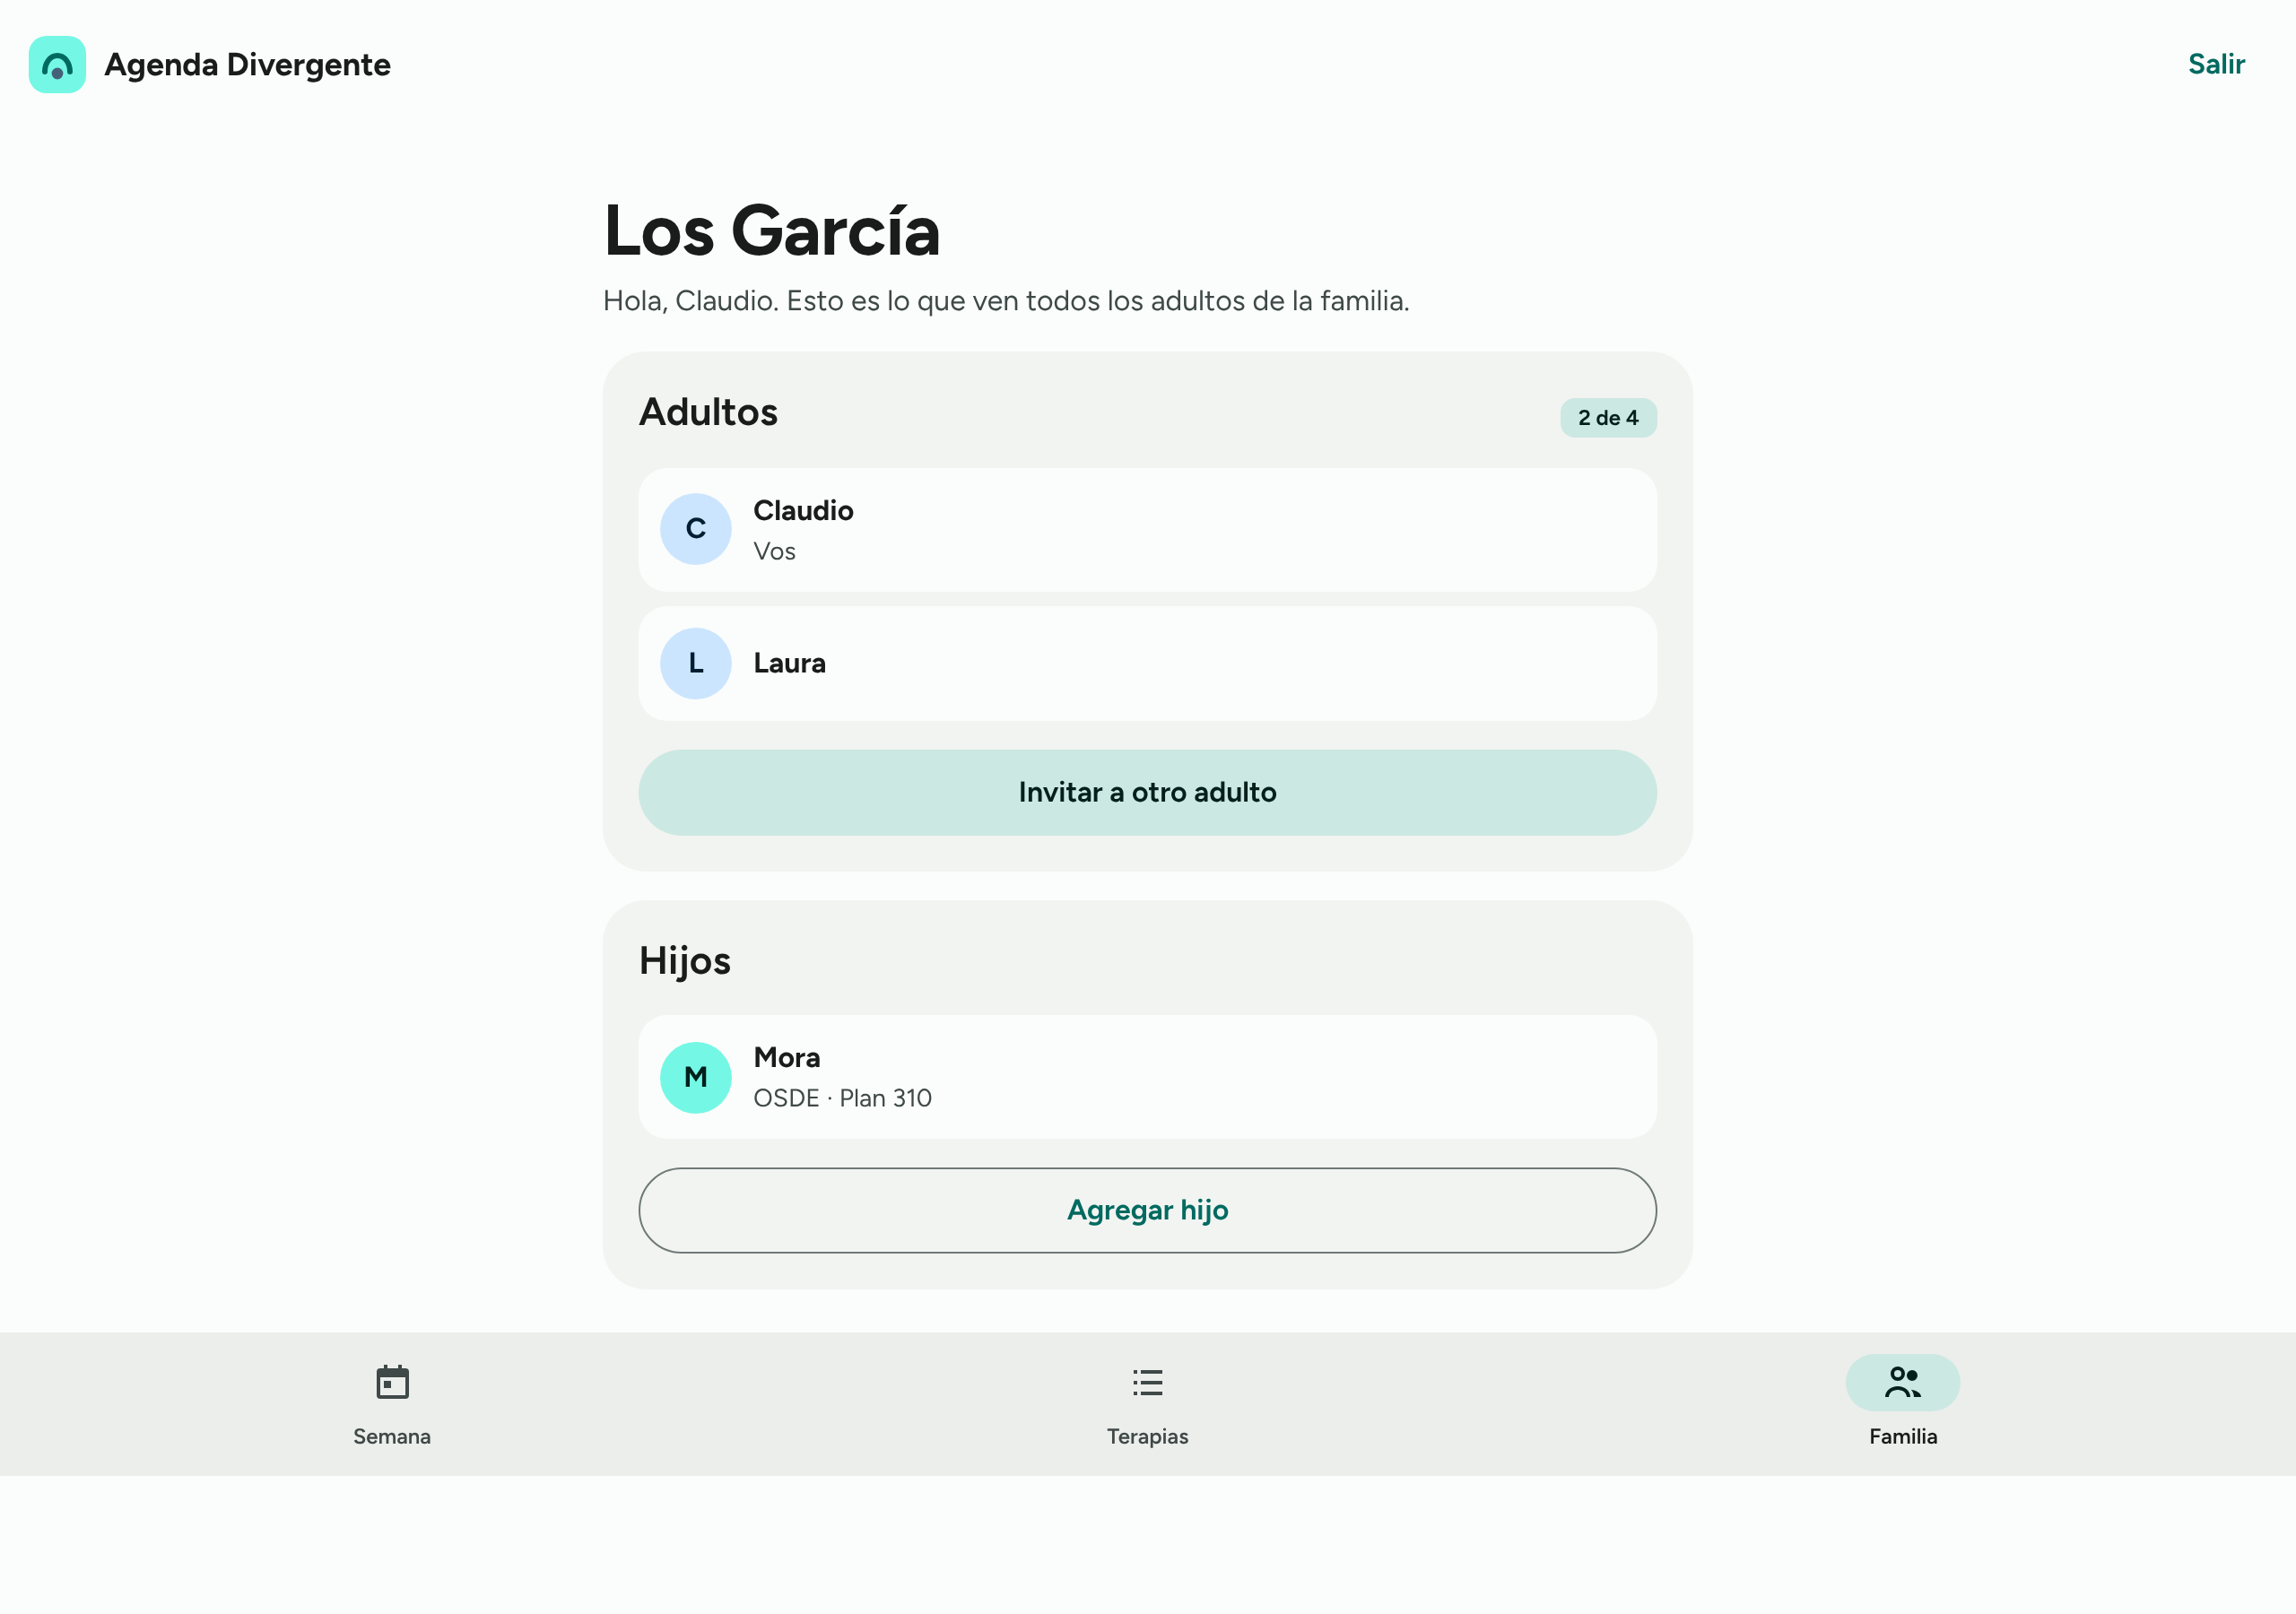 Agenda Divergente
Salir
Los García
Hola, Claudio. Esto es lo que ven todos los adultos de la familia.
Adultos
2 de 4
C
Claudio
Vos
L
Laura
Invitar a otro adulto
Hijos
M
Mora
OSDE · Plan 310
Agregar hijo
Semana
Terapias
Familia